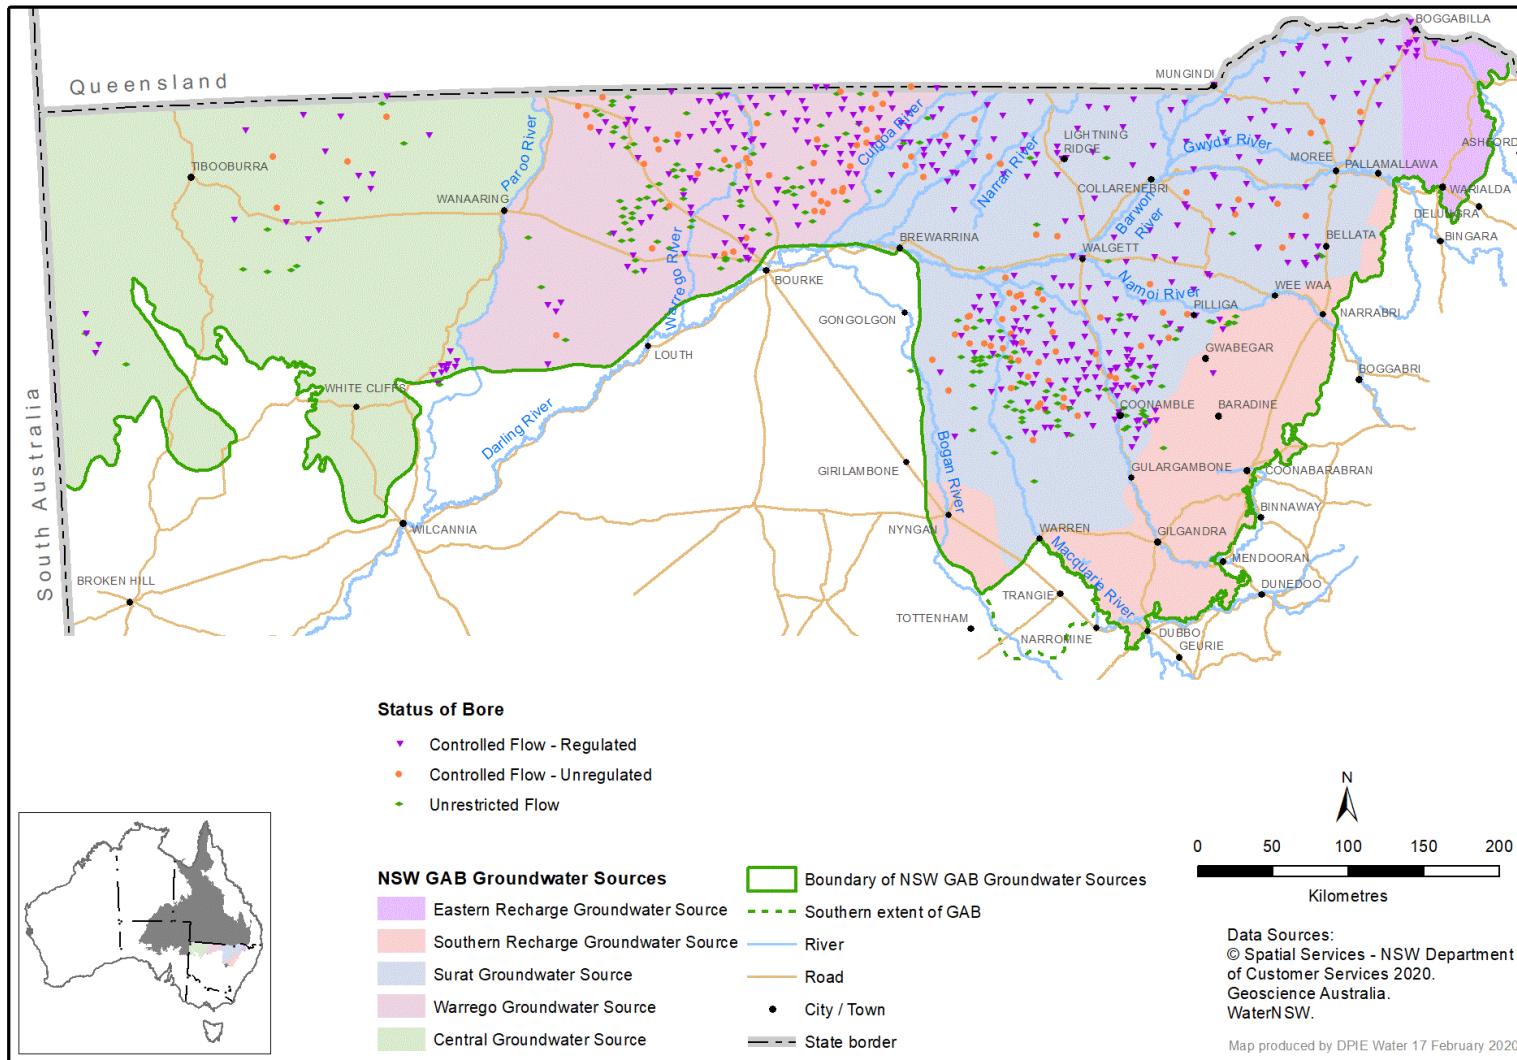 BOGGABILLA
Queensland
MUNGINDI
Paroo River
Culgoa River
LIGHTNING
RIDGE
Narran River
Gwydir River
ASHFORD
TIBOOBURRA
MOREE
PALLAMALLAWA
WANAARING
COLLARENEBRI
WARIALDA
Barwon
River
DELUNGRA
Warrego River
BREWARRINA
WALGETT
BELLATA
BINGARA
BOURKE
Namoi River
WEE WAA
GONGOLGON
PILLIGA
NARRABRI
LOUTH
GWABEGAR
BOGGABRI
WHITE CLIFFS
South Australia
Darling River
COONAMBLE
BARADINE
Bogan River
GIRILAMBONE
GULARGAMBONE
COONABARABRAN
BINNAWAY
WILCANNIA
NYNGAN
WARREN
GILGANDRA
Macquarie River
MENDOORAN
BROKEN HILL
DUNEDOO
TRANGIE
TOTTENHAM
NARROMINE
DUBBO
GEURIE
Status of Bore
Controlled Flow - Regulated
Controlled Flow - Unregulated
Unrestricted Flow
NSW GAB Groundwater Sources
Eastern Recharge Groundwater Source
Southern Recharge Groundwater Source
Surat Groundwater Source
Warrego Groundwater Source
Central Groundwater Source
Boundary of NSW GAB Groundwater Sources
Southern extent of GAB
River
Road
City / Town
State border
N
0 50 100 150 200
Kilometres
Data Sources:
© Spatial Services - NSW Department
of Customer Services 2020.
Geoscience Australia.
WaterNSW.
Map produced by DPIE Water 17 February 2020